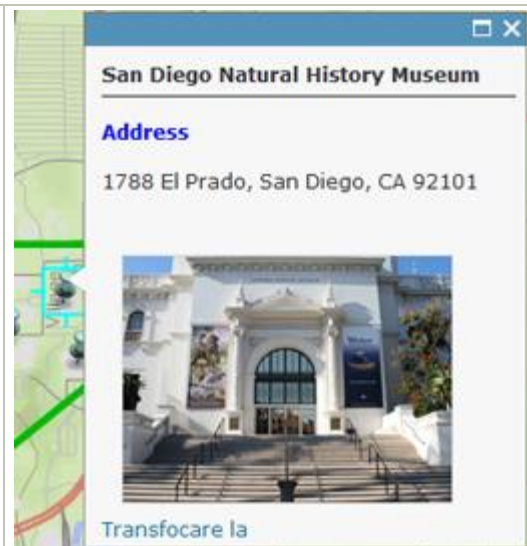 San Diego Natural History Museum
Address
1788 El Prado, San Diego, CA 92101
Transfocare la